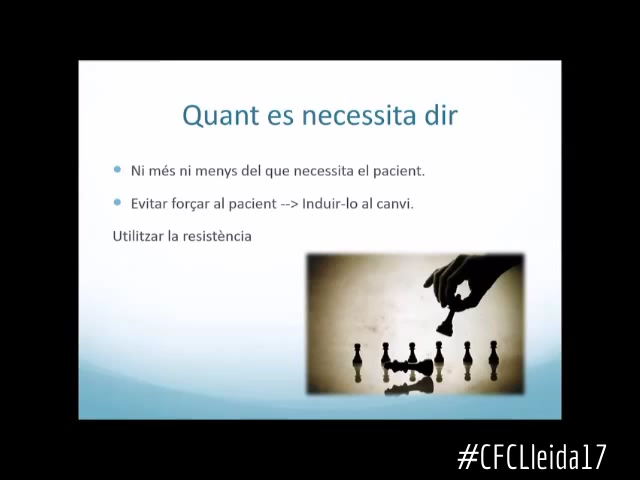 Quant es necessita dir
Ni més ni menys del que necessita el pacient.
Evitar forçar al pacient --> Induir-lo al canvi.
Utilitzar la resistència
#CFCLleida17